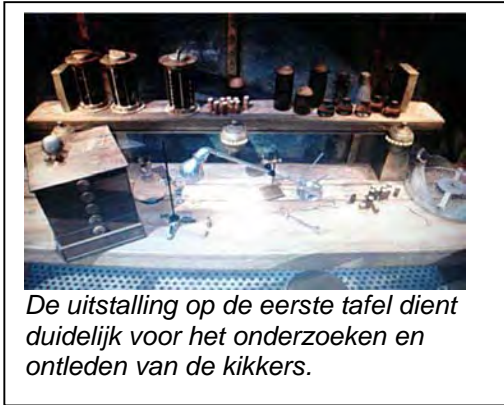 De uitstalling op de eerste tafel dient
duidelijk voor het onderzoeken en
ontleden van de kikkers.